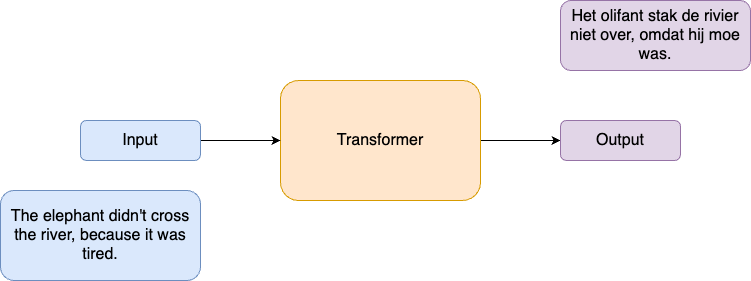 Het olifant stak de rivier
niet over, omdat hij moe
was.
Input
Transformer
Output
The elephant didn't cross
the river, because it was
tired.